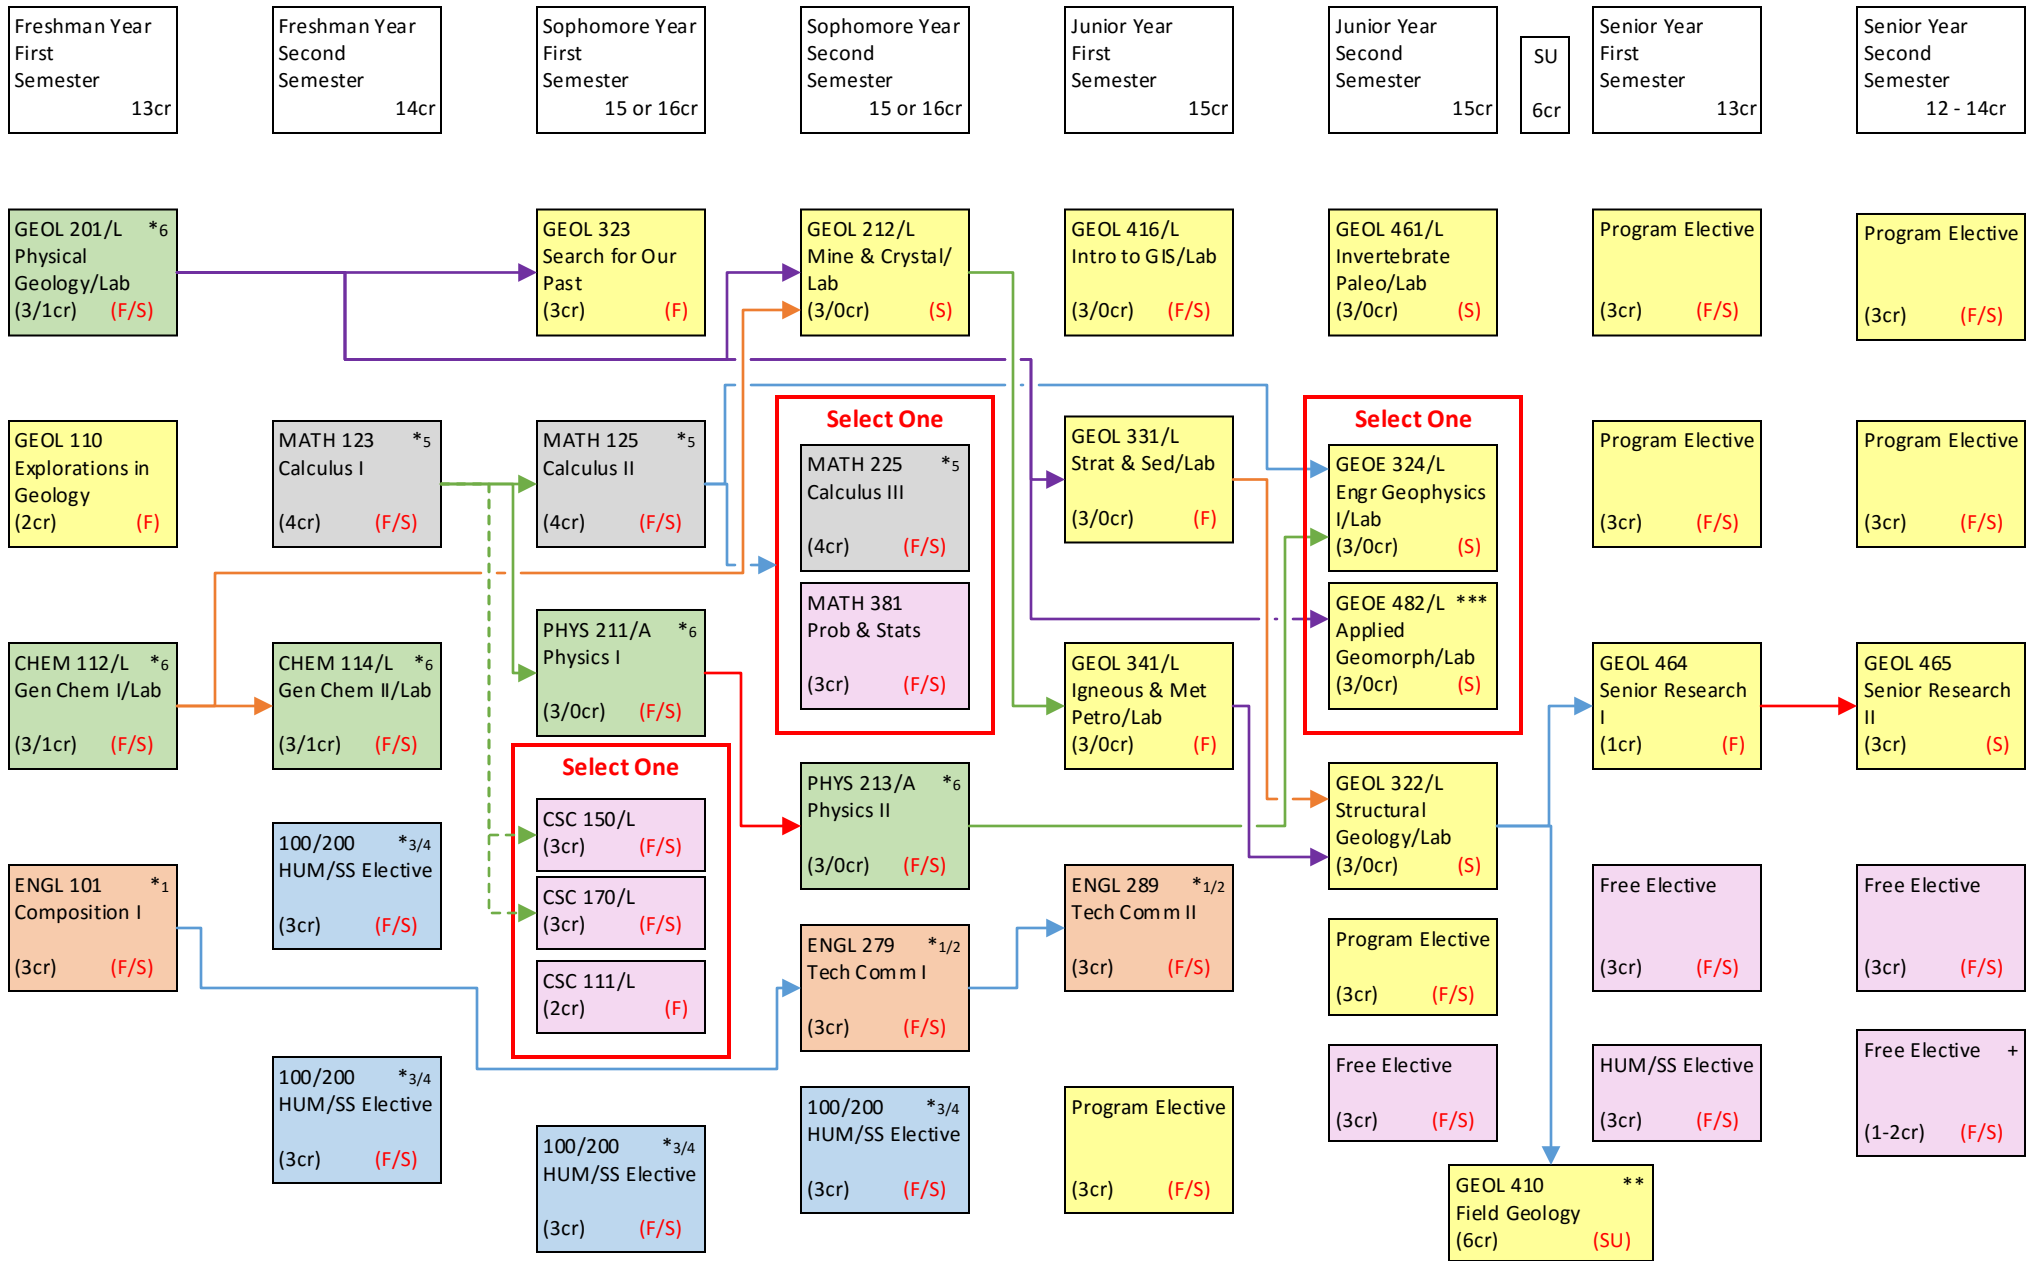 Freshman Year
First
Semester
13cr
Freshman Year
Second
Semester
14cr
Sophomore Year
First
Semester
15 or 16cr
Sophomore Year
Second
Semester
15 or 16cr
Junior Year
First
Semester
15cr
Junior Year
Second
Semester
15cr
SU
6cr
Senior Year
First
Semester
13cr
Senior Year
Second
Semester
12 - 14cr
GEOL 201/L *6
Physical
Geology/Lab
(3/1cr) (F/S)
GEOL 323
Search for Our
Past
(3cr) (F)
GEOL 212/L
Mine & Crystal/
Lab
(3/0cr) (S)
GEOL 416/L
Intro to GIS/Lab
(3/0cr) (F/S)
GEOL 461/L
Invertebrate
Paleo/Lab
(3/0cr) (S)
Program Elective
(3cr) (F/S)
Program Elective
(3cr) (F/S)
GEOL 110
Explorations in
Geology
(2cr) (F)
MATH 123 *5
Calculus I
(4cr) (F/S)
MATH 125 *5
Calculus II
(4cr) (F/S)
Select One
MATH 225 *5
Calculus III
(4cr) (F/S)
MATH 381
Prob & Stats
(3cr) (F/S)
GEOL 331/L
Strat & Sed/Lab
(3/0cr) (F)
Select One
GEOE 324/L
Engr Geophysics
I/Lab
(3/0cr) (S)
GEOE 482/L ***
Applied
Geomorph/Lab
(3/0cr) (S)
Program Elective
(3cr) (F/S)
Program Elective
(3cr) (F/S)
CHEM 112/L *6
Gen Chem I/Lab
(3/1cr) (F/S)
CHEM 114/L *6
Gen Chem II/Lab
(3/1cr) (F/S)
PHYS 211/A *6
Physics I
(3/0cr) (F/S)
GEOL 341/L
Igneous & Met
Petro/Lab
(3/0cr) (F)
GEOL 464
Senior Research
I
(1cr) (F)
GEOL 465
Senior Research
II
(3cr) (S)
Select One
CSC 150/L
(3cr) (F/S)
CSC 170/L
(3cr) (F/S)
CSC 111/L
(2cr) (F)
PHYS 213/A *6
Physics II
(3/0cr) (F/S)
GEOL 322/L
Structural
Geology/Lab
(3/0cr) (S)
100/200 *3/4
HUM/SS Elective
(3cr) (F/S)
ENGL 101 *1
Composition I
(3cr) (F/S)
ENGL 279 *1/2
Tech Comm I
(3cr) (F/S)
ENGL 289 *1/2
Tech Comm II
(3cr) (F/S)
Program Elective
(3cr) (F/S)
Free Elective
(3cr) (F/S)
Free Elective
(3cr) (F/S)
100/200 *3/4
HUM/SS Elective
(3cr) (F/S)
100/200 *3/4
HUM/SS Elective
(3cr) (F/S)
100/200 *3/4
HUM/SS Elective
(3cr) (F/S)
Program Elective
(3cr) (F/S)
Free Elective
(3cr) (F/S)
HUM/SS Elective
(3cr) (F/S)
Free Elective +
(1-2cr) (F/S)
GEOL 410 **
Field Geology
(6cr) (SU)